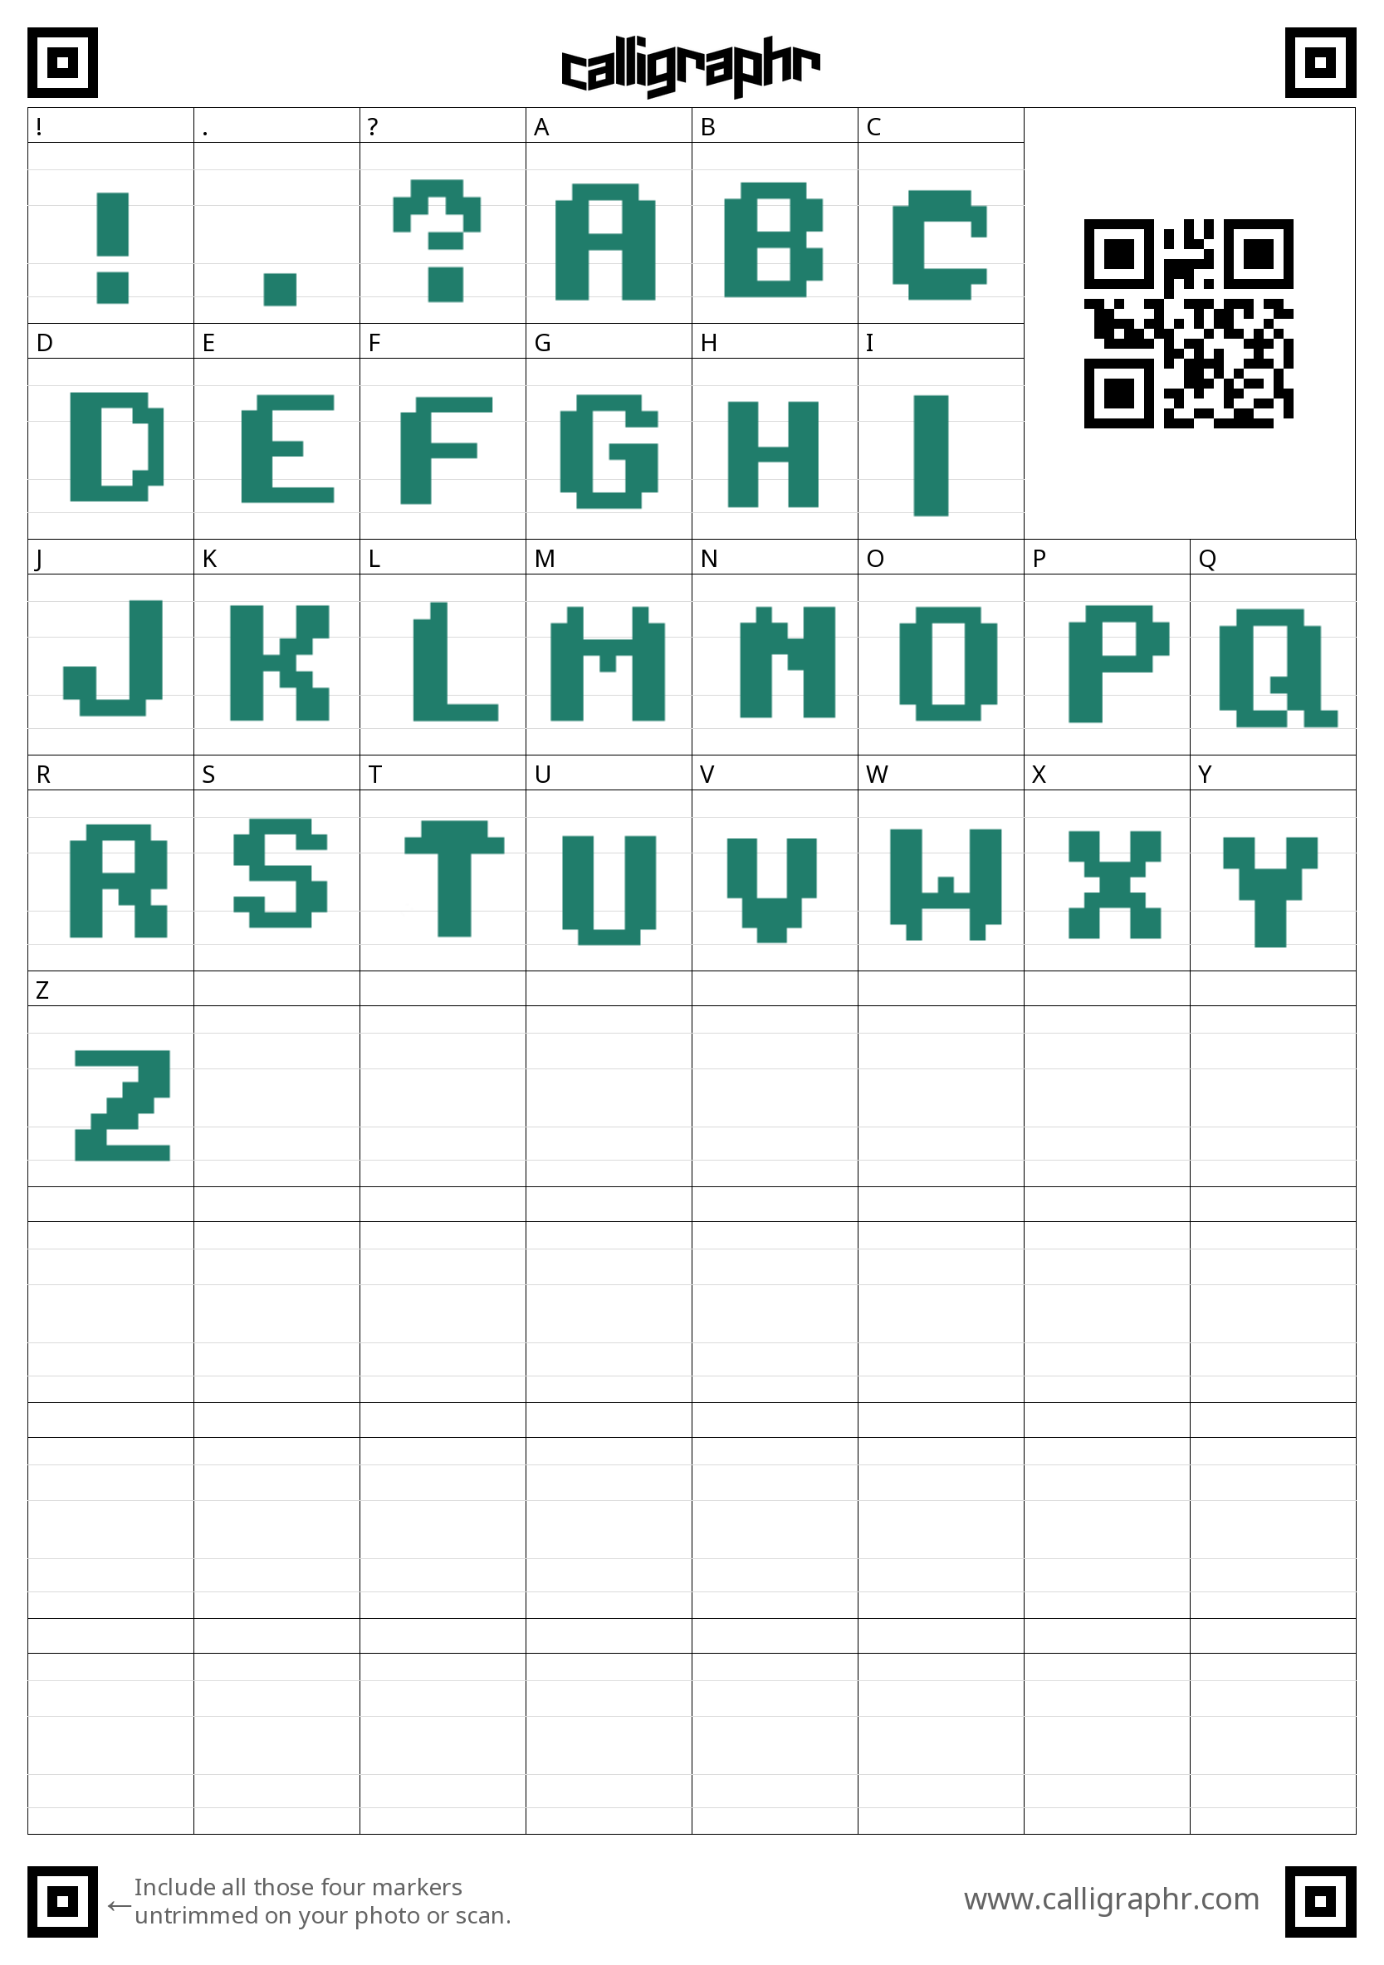 calligraphr
! . ? A B C
! . ? A B C
D E F G H I
D E F G H I
J K L M N O P Q
J K L M N O P Q
R S T U V W X Y
R S T U V W X Y
Z
Z
← Include all those four markers
untrimmed on your photo or scan.
www.calligraphr.com